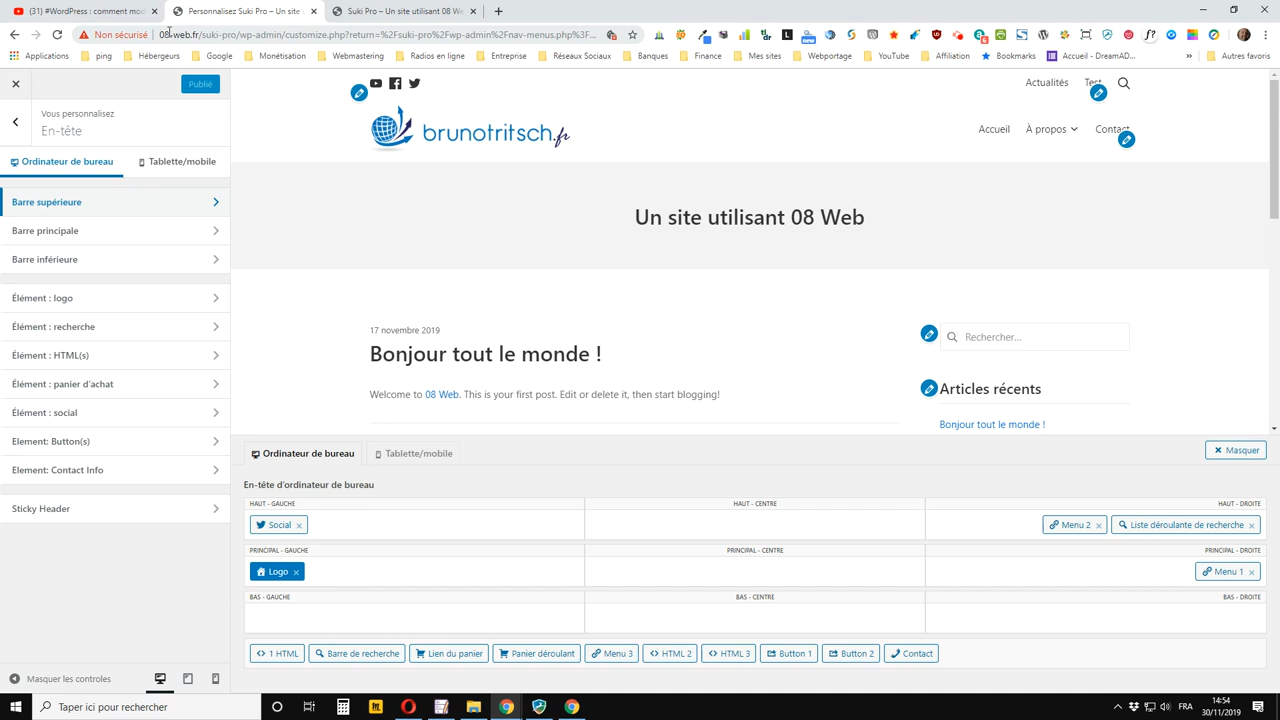 (31) #WordPress : comment mod
Personnalisez Suki Pro – Un site
Suki Pro – Un site utilisant 08 We
Non sécurisé
08-web.fr/suki-pro/wp-admin/customize.php?return=%2Fsuki-pro%2Fwp-admin%2Fnav-menus.php%3F...
Applications
ping
Hébergeurs
Google
Monétisation
Webmastering
Radios en ligne
Entreprise
Réseaux Sociaux
Banques
Finance
Mes sites
Webportage
YouTube
Affiliation
Bookmarks
Accueil - DreamAD...
»
Autres favoris
Publié
Vous personnalisez
En-tête
Ordinateur de bureau
Tablette/mobile
Barre supérieure
Barre principale
Barre inférieure
Élément : logo
Élément : recherche
Élément : HTML(s)
Élément : panier d'achat
Élément : social
Element: Button(s)
Element: Contact Info
Sticky Header
Masquer les contrôles
Actualités
Test
brunotritsch.fr
Accueil
À propos
Contact
Un site utilisant 08 Web
17 novembre 2019
Bonjour tout le monde !
Welcome to 08 Web. This is your first post. Edit or delete it, then start blogging!
Rechercher…
Articles récents
Bonjour tout le monde !
Ordinateur de bureau
Tablette/mobile
Masquer
En-tête d'ordinateur de bureau
HAUT - GAUCHE
HAUT - CENTRE
HAUT - DROITE
Social ×
Menu 2 ×
Liste déroulante de recherche ×
PRINCIPAL - GAUCHE
PRINCIPAL - CENTRE
PRINCIPAL - DROITE
Logo ×
Menu 1 ×
BAS - GAUCHE
BAS - CENTRE
BAS - DROITE
1 HTML
Barre de recherche
Lien du panier
Panier déroulant
Menu 3
HTML 2
HTML 3
Button 1
Button 2
Contact
Taper ici pour rechercher
FRA
14:54
30/11/2019